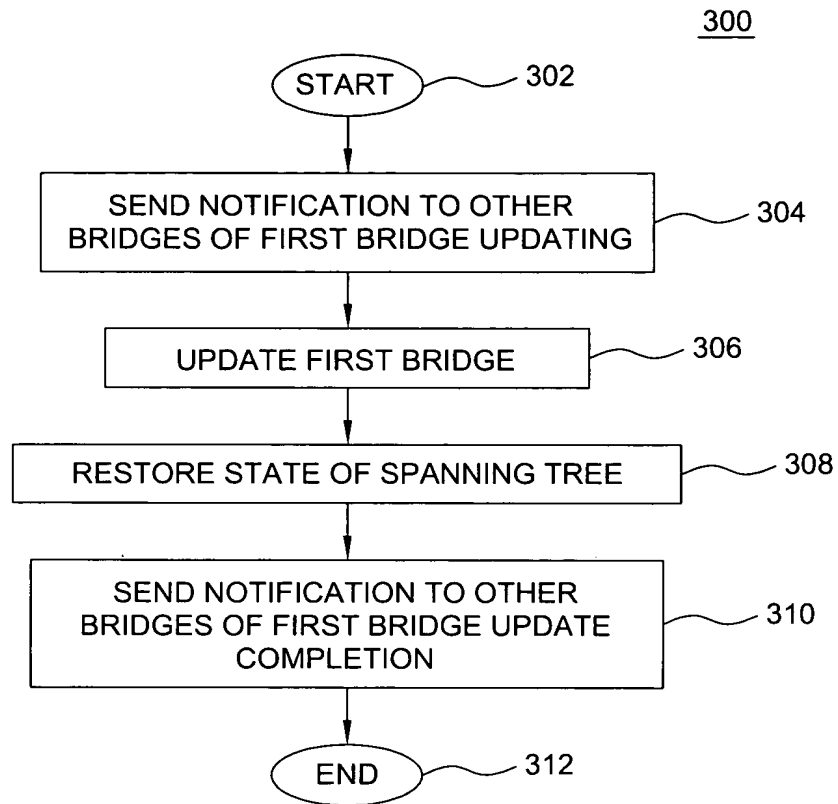 300
START
302
SEND NOTIFICATION TO OTHER
BRIDGES OF FIRST BRIDGE UPDATING
304
UPDATE FIRST BRIDGE
306
RESTORE STATE OF SPANNING TREE
308
SEND NOTIFICATION TO OTHER
BRIDGES OF FIRST BRIDGE UPDATE
COMPLETION
310
END
312